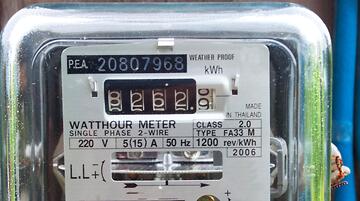 P.E.A. 20807968 WEATHER PROOF
kWh
MADE
IN THAILAND
WATTHOUR METER CLASS 2.0
SINGLE PHASE 2-WIRE TYPE FA33 M
220 V 5(15) A 50 Hz 1200 rev/kWh
2006
L.L